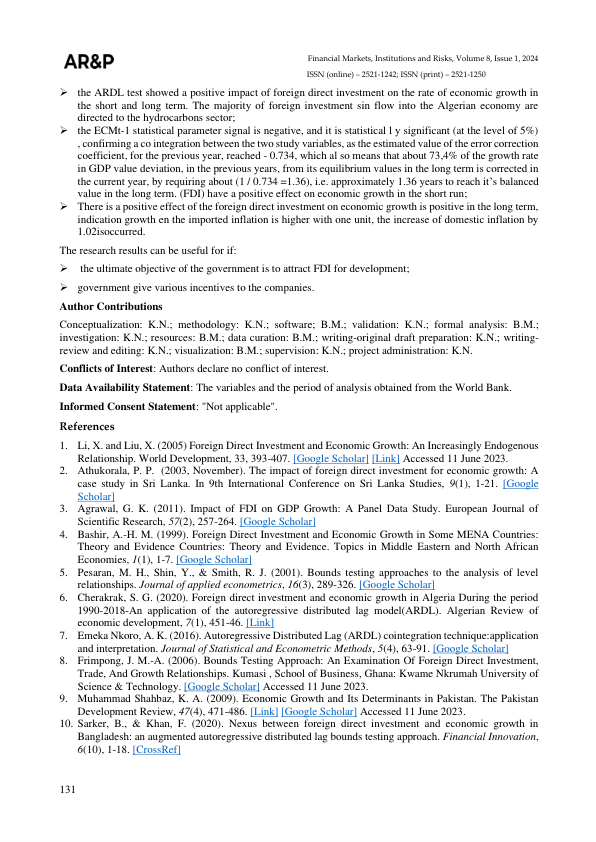 AR&P
Financial Markets, Institutions and Risks, Volume 8, Issue 1, 2024
ISSN (online) – 2521-1242; ISSN (print) – 2521-1250
➢ the ARDL test showed a positive impact of foreign direct investment on the rate of economic growth in
the short and long term. The majority of foreign investment sin flow into the Algerian economy are
directed to the hydrocarbons sector;
➢ the ECMt-1 statistical parameter signal is negative, and it is statistical l y significant (at the level of 5%)
, confirming a co integration between the two study variables, as the estimated value of the error correction
coefficient, for the previous year, reached - 0.734, which al so means that about 73,4% of the growth rate
in GDP value deviation, in the previous years, from its equilibrium values in the long term is corrected in
the current year, by requiring about (1 / 0.734 =1.36), i.e. approximately 1.36 years to reach it's balanced
value in the long term. (FDI) have a positive effect on economic growth in the short run;
➢ There is a positive effect of the foreign direct investment on economic growth is positive in the long term,
indication growth en the imported inflation is higher with one unit, the increase of domestic inflation by
1.02isoccurred.
The research results can be useful for if:
➢ the ultimate objective of the government is to attract FDI for development;
➢ government give various incentives to the companies.
Author Contributions
Conceptualization: K.N.; methodology: K.N.; software; B.M.; validation: K.N.; formal analysis: B.M.;
investigation: K.N.; resources: B.M.; data curation: B.M.; writing-original draft preparation: K.N.; writing-
review and editing: K.N.; visualization: B.M.; supervision: K.N.; project administration: K.N.
Conflicts of Interest: Authors declare no conflict of interest.
Data Availability Statement: The variables and the period of analysis obtained from the World Bank.
Informed Consent Statement: "Not applicable".
References
1. Li, X. and Liu, X. (2005) Foreign Direct Investment and Economic Growth: An Increasingly Endogenous
Relationship. World Development, 33, 393-407. [Google Scholar] [Link] Accessed 11 June 2023.
2. Athukorala, P. P. (2003, November). The impact of foreign direct investment for economic growth: A
case study in Sri Lanka. In 9th International Conference on Sri Lanka Studies, 9(1), 1-21. [Google
Scholar]
3. Agrawal, G. K. (2011). Impact of FDI on GDP Growth: A Panel Data Study. European Journal of
Scientific Research, 57(2), 257-264. [Google Scholar]
4. Bashir, A.-H. M. (1999). Foreign Direct Investment and Economic Growth in Some MENA Countries:
Theory and Evidence Countries: Theory and Evidence. Topics in Middle Eastern and North African
Economies, 1(1), 1-7. [Google Scholar]
5. Pesaran, M. H., Shin, Y., & Smith, R. J. (2001). Bounds testing approaches to the analysis of level
relationships. Journal of applied econometrics, 16(3), 289-326. [Google Scholar]
6. Cherakrak, S. G. (2020). Foreign direct investment and economic growth in Algeria During the period
1990-2018-An application of the autoregressive distributed lag model(ARDL). Algerian Review of
economic development, 7(1), 451-46. [Link]
7. Emeka Nkoro, A. K. (2016). Autoregressive Distributed Lag (ARDL) cointegration technique:application
and interpretation. Journal of Statistical and Econometric Methods, 5(4), 63-91. [Google Scholar]
8. Frimpong, J. M.-A. (2006). Bounds Testing Approach: An Examination Of Foreign Direct Investment,
Trade, And Growth Relationships. Kumasi , School of Business, Ghana: Kwame Nkrumah University of
Science & Technology. [Google Scholar] Accessed 11 June 2023.
9. Muhammad Shahbaz, K. A. (2009). Economic Growth and Its Determinants in Pakistan. The Pakistan
Development Review, 47(4), 471-486. [Link] [Google Scholar] Accessed 11 June 2023.
10. Sarker, B., & Khan, F. (2020). Nexus between foreign direct investment and economic growth in
Bangladesh: an augmented autoregressive distributed lag bounds testing approach. Financial Innovation,
6(10), 1-18. [CrossRef]
131